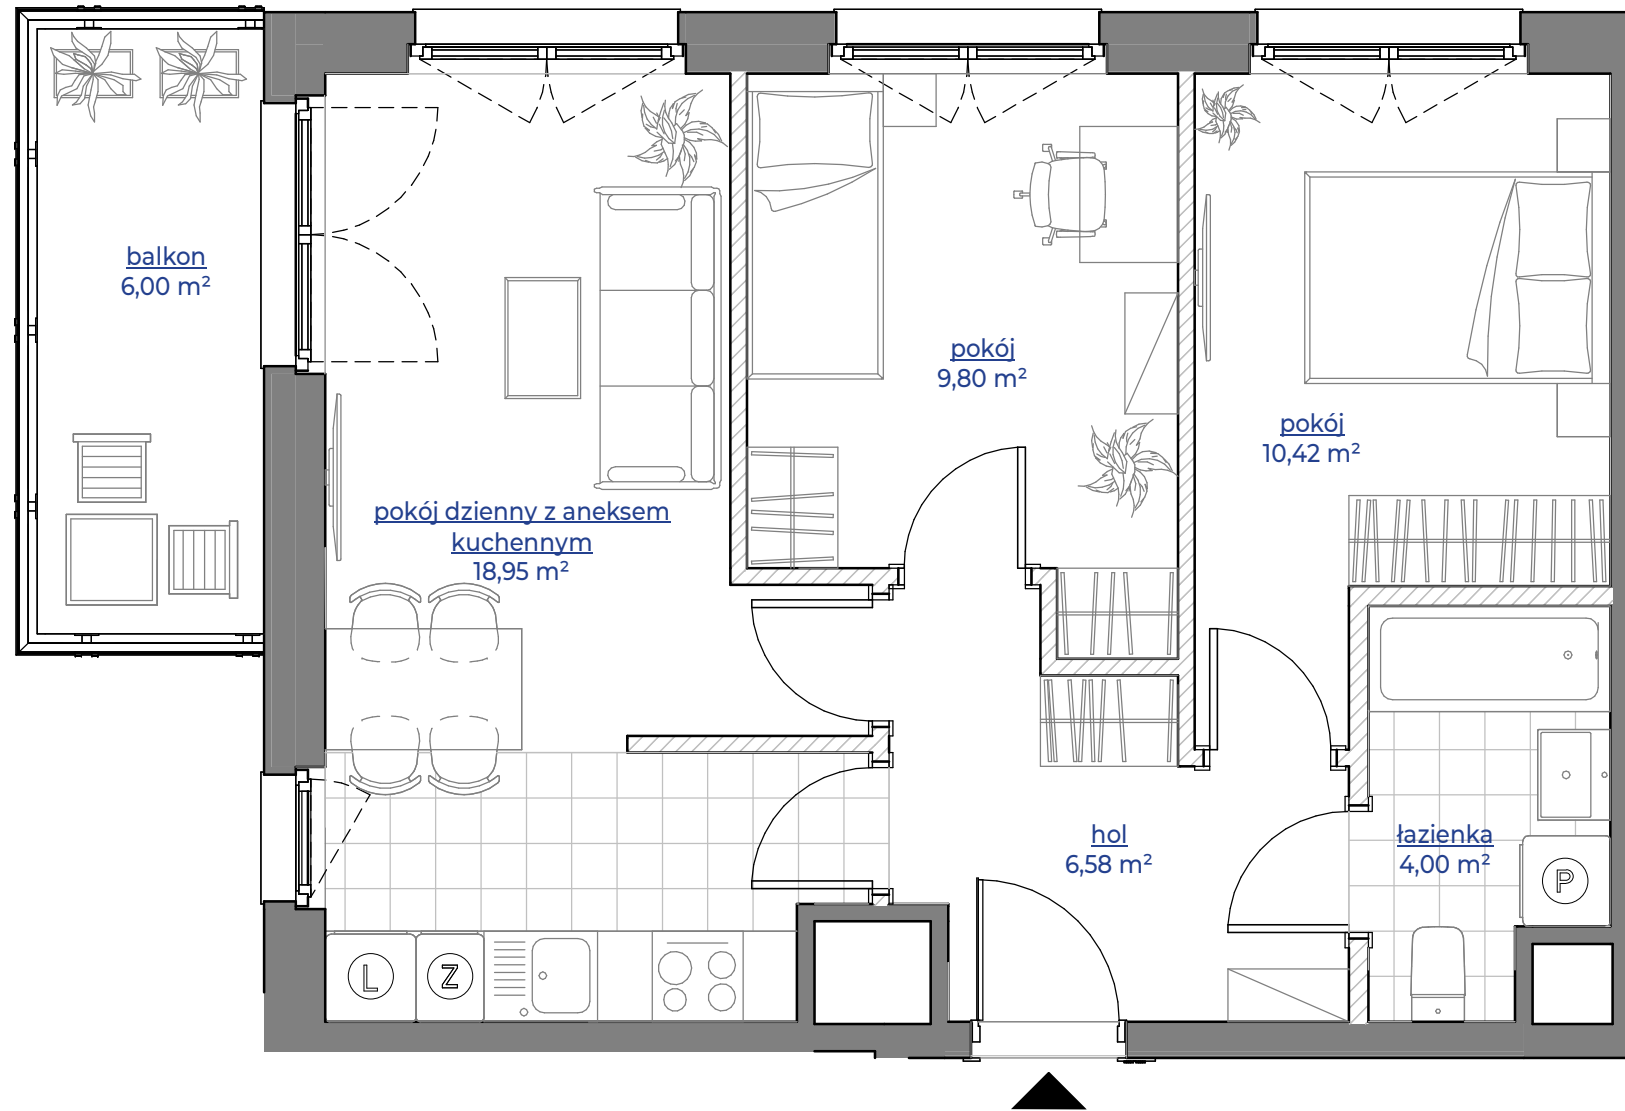 balkon
6,00 m²
pokój
9,80 m²
pokój
10,42 m²
pokój dzienny z aneksem
kuchennym
18,95 m²
hol
6,58 m²
łazienka
4,00 m²
P
L
Z